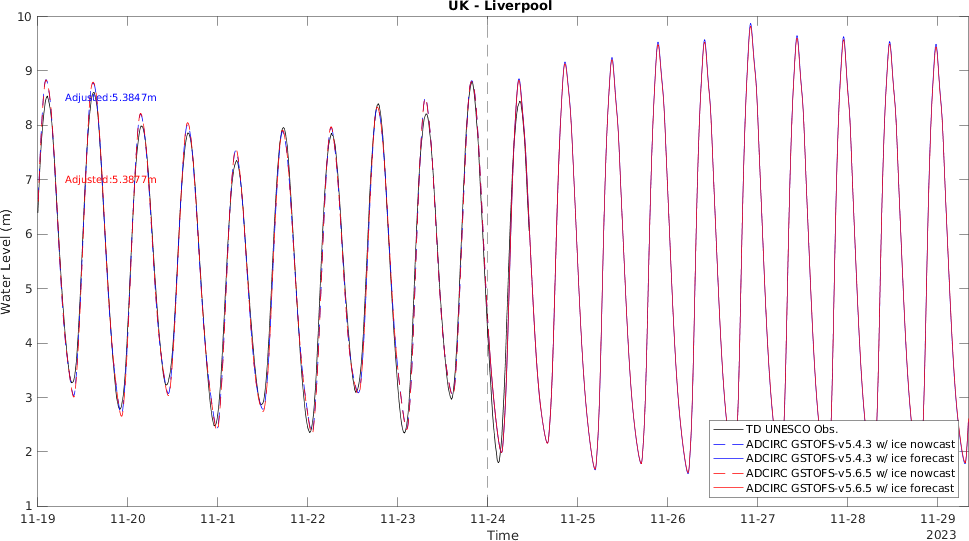 UK - Liverpool
10
9
8
7
6
5
4
3
2
1
Water Level (m)
Adjusted:5.3847m
Adjusted:5.3877m
TD UNESCO Obs.
ADCIRC GSTOFS-v5.4.3 w/ ice nowcast
ADCIRC GSTOFS-v5.4.3 w/ ice forecast
ADCIRC GSTOFS-v5.6.5 w/ ice nowcast
ADCIRC GSTOFS-v5.6.5 w/ ice forecast
11-19 11-20 11-21 11-22 11-23 11-24 11-25 11-26 11-27 11-28 11-29
Time
2023